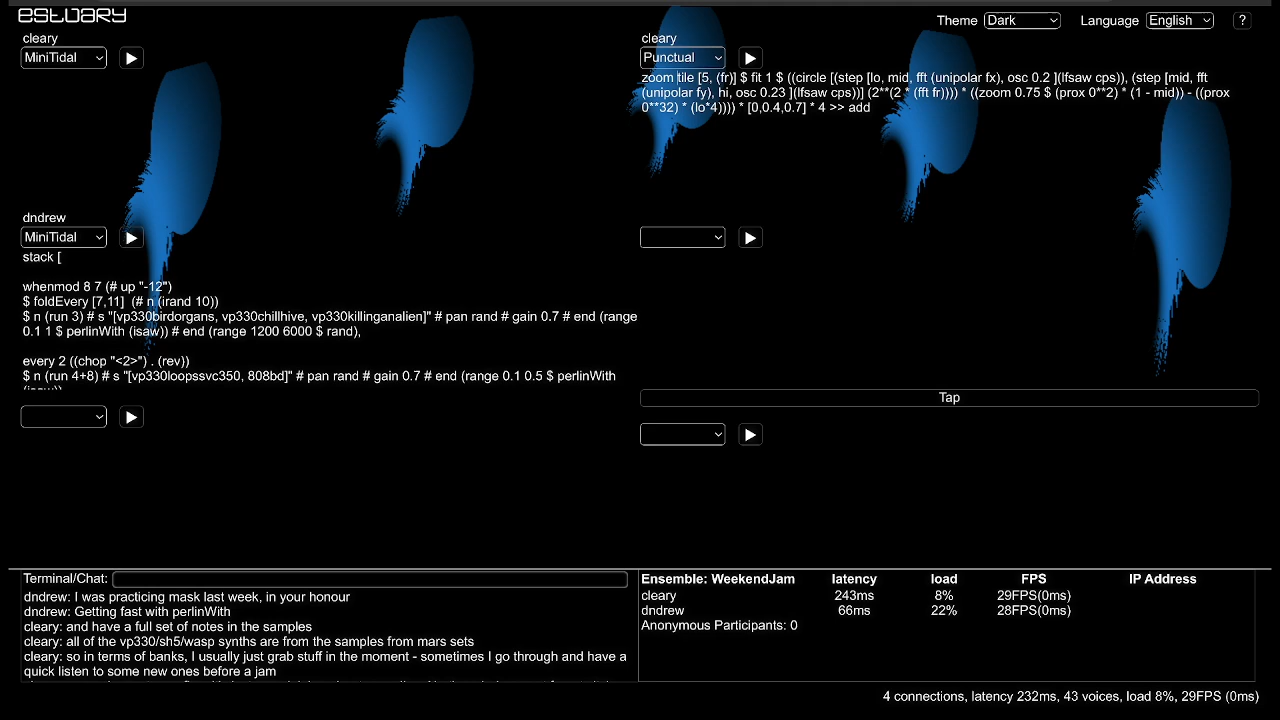 estuary
Theme Dark Language English ?
cleary
MiniTidal
cleary
Punctual
zoom tile [5, (fr)] $ fit 1 $ ((circle [(step [lo, mid, fft (unipolar fx), osc 0.2 ](lfsaw cps)), (step [mid, fft
(unipolar fy), hi, osc 0.23 ](lfsaw cps))] (2**(2 * (fft fr)))) * ((zoom 0.75 $ (prox 0**2) * (1 - mid)) - ((prox
0**32) * (lo*4)))) * [0,0.4,0.7] * 4 >> add
dndrew
MiniTidal
stack [
whenmod 8 7 (# up "-12")
$ foldEvery [7,11] (# n (irand 10))
$ n (run 3) # s "[vp330birdorgans, vp330chillhive, vp330killinganalien]" # pan rand # gain 0.7 # end (range
0.1 1 $ perlinWith (isaw)) # end (range 1200 6000 $ rand),
every 2 ((chop "<2>") . (rev))
$ n (run 4+8) # s "[vp330loopssvc350, 808bd]" # pan rand # gain 0.7 # end (range 0.1 0.5 $ perlinWith
Tap
Terminal/Chat:
dndrew: I was practicing mask last week, in your honour
dndrew: Getting fast with perlinWith
cleary: and have a full set of notes in the samples
cleary: all of the vp330/sh5/wasp synths are from the samples from mars sets
cleary: so in terms of banks, I usually just grab stuff in the moment - sometimes I go through and have a
quick listen to some new ones before a jam
Ensemble: WeekendJam latency load FPS IP Address
cleary 243ms 8% 29FPS(0ms)
dndrew 66ms 22% 28FPS(0ms)
Anonymous Participants: 0
4 connections, latency 232ms, 43 voices, load 8%, 29FPS (0ms)